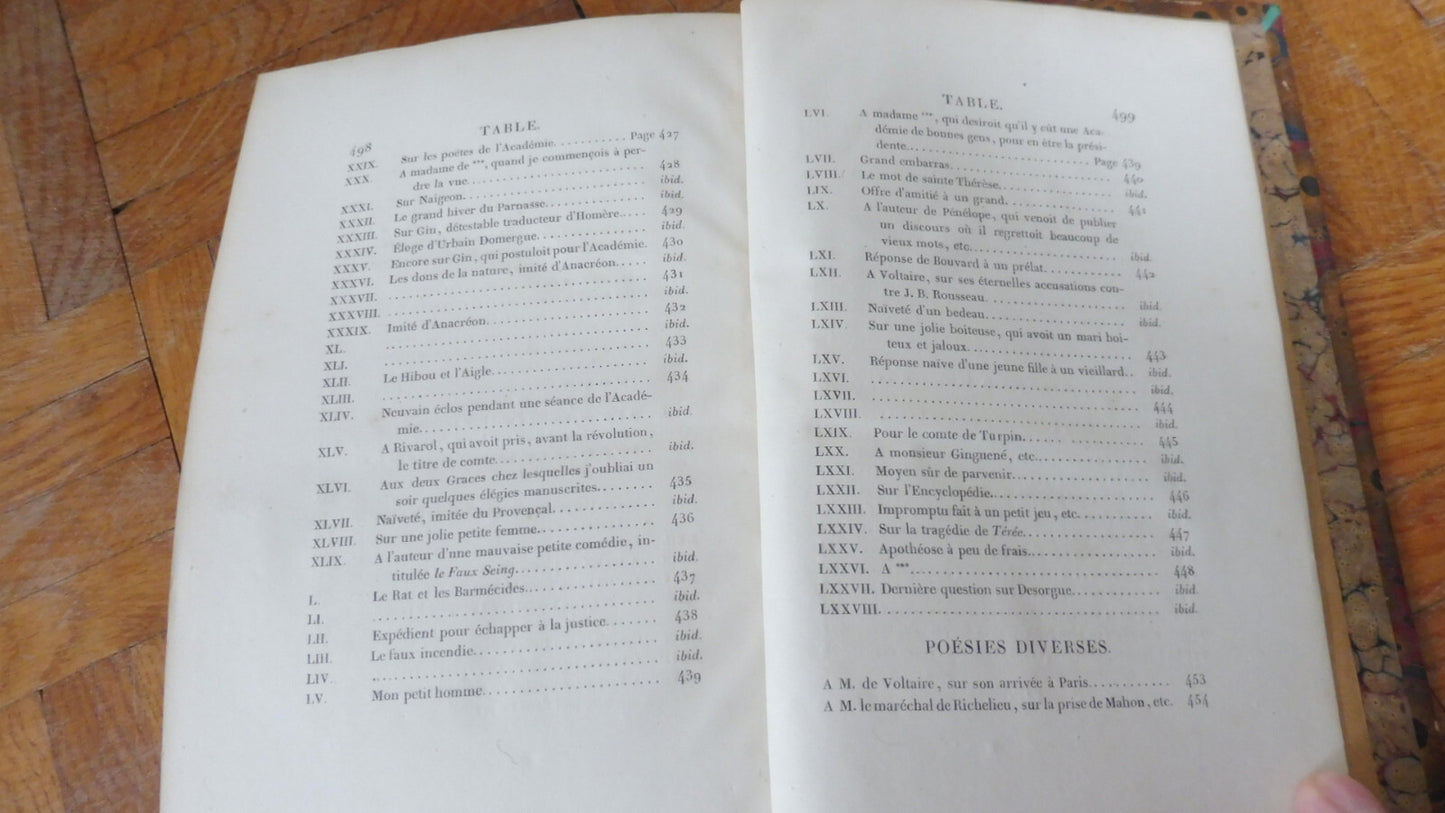 498 TABLE.
XXIX. Sur les poëtes de l'Académie.......... Page 427
XXX. A madame de ***, quand je commençois à per-
dre la vue.......................... 428
XXXI. Sur Naigeon.......................... ibid.
XXXII. Le grand hiver du Parnasse............. ibid.
XXXIII. Sur Gin, détestable traducteur d'Homère.... 429
XXXIV. Éloge d'Urbain Domergue.............. ibid.
XXXV. Encore sur Gin, qui postuloit pour l'Académie. 430
XXXVI. Les dons de la nature, imité d'Anacréon..... ibid.
XXXVII. .................................... 431
XXXVIII. .................................... ibid.
XXXIX. Imité d'Anacréon...................... 432
XL. .................................... ibid.
XLI. .................................... 433
XLII. Le Hibou et l'Aigle..................... ibid.
XLIII. .................................... 434
XLIV. Neuvain éclos pendant une séance de l'Acadé-
mie............................... ibid.
XLV. A Rivarol, qui avoit pris, avant la révolution,
le titre de comte..................... ibid.
XLVI. Aux deux Graces chez lesquelles j'oubliai un
soir quelques élégies manuscrites........ 435
XLVII. Naïveté, imitée du Provençal............. ibid.
XLVIII. Sur une jolie petite femme............... 436
XLIX. A l'auteur d'une mauvaise petite comédie, in-
titulée le Faux Seing.................. ibid.
L. Le Rat et les Barmécides................ 437
LI. .................................... ibid.
LII. Expédient pour échapper à la justice....... 438
LIII. Le faux incendie....................... ibid.
LIV. .................................... ibid.
LV. Mon petit homme...................... 439
TABLE. 499
LVI. A madame ***, qui desiroit qu'il y eût une Aca-
démie de bonnes gens, pour en être la prési-
dente............................ Page 439
LVII. Grand embarras....................... 440
LVIII. Le mot de sainte Thérèse................ ibid.
LIX. Offre d'amitié à un grand................ 441
LX. A l'auteur de Pénélope, qui venoit de publier
un discours où il regrettoit beaucoup de
vieux mots, etc...................... ibid.
LXI. Réponse de Bouvard à un prélat........... 442
LXII. A Voltaire, sur ses éternelles accusations con-
tre J. B. Rousseau.................... ibid.
LXIII. Naïveté d'un bedeau.................... ibid.
LXIV. Sur une jolie boiteuse, qui avoit un mari boi-
teux et jaloux....................... 443
LXV. Réponse naïve d'une jeune fille à un vieillard.. ibid.
LXVI. .................................... ibid.
LXVII. .................................... 444
LXVIII. .................................... ibid.
LXIX. Pour le comte de Turpin................. 445
LXX. A monsieur Ginguené, etc................ ibid.
LXXI. Moyen sûr de parvenir.................. ibid.
LXXII. Sur l'Encyclopédie..................... 446
LXXIII. Impromptu fait à un petit jeu, etc......... ibid.
LXXIV. Sur la tragédie de Térée................. 447
LXXV. Apothéose à peu de frais................ ibid.
LXXVI. A ***............................... 448
LXXVII. Dernière question sur Desorgue........... ibid.
LXXVIII. .................................... ibid.
POÉSIES DIVERSES.
A M. de Voltaire, sur son arrivée à Paris........... 453
A M. le maréchal de Richelieu, sur la prise de Mahon, etc. 454